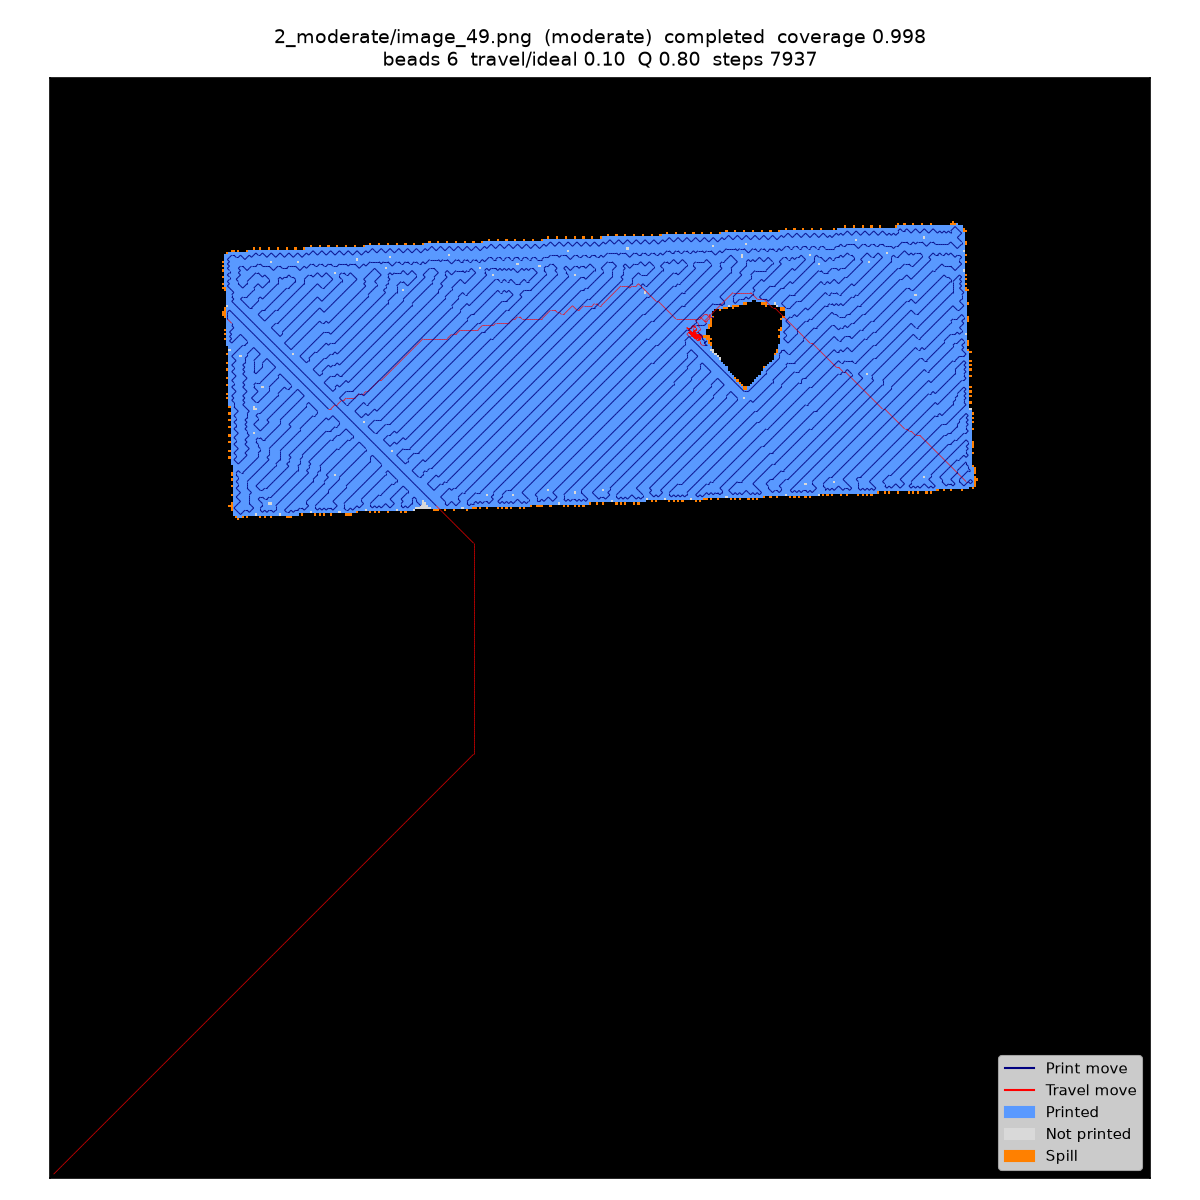 2_moderate/image_49.png  (moderate)  completed  coverage 0.998
beads 6  travel/ideal 0.10  Q 0.80  steps 7937
Print move
Travel move
Printed
Not printed
Spill